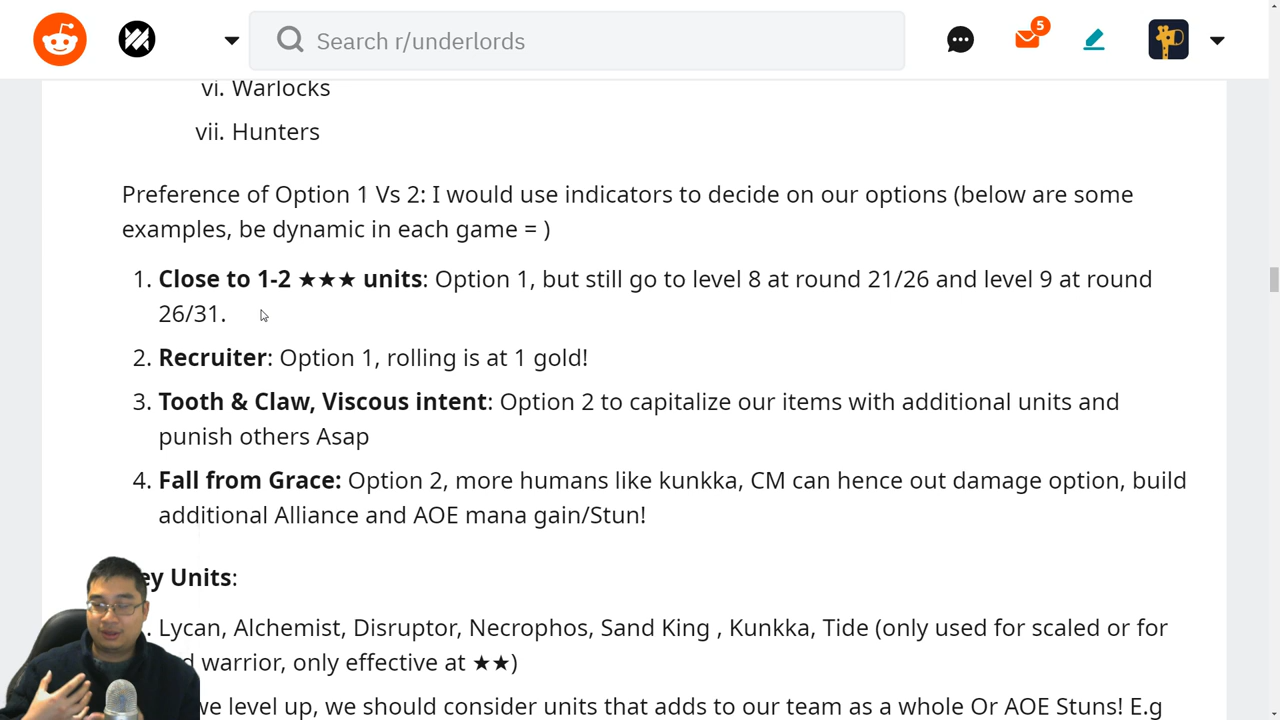 Search r/underlords
5
vi. Warlocks
vii. Hunters
Preference of Option 1 Vs 2: I would use indicators to decide on our options (below are some
examples, be dynamic in each game = )
1. Close to 1-2 ★★★ units: Option 1, but still go to level 8 at round 21/26 and level 9 at round
26/31.
2. Recruiter: Option 1, rolling is at 1 gold!
3. Tooth & Claw, Viscous intent: Option 2 to capitalize our items with additional units and
punish others Asap
4. Fall from Grace: Option 2, more humans like kunkka, CM can hence out damage option, build
additional Alliance and AOE mana gain/Stun!
Units:
Lycan, Alchemist, Disruptor, Necrophos, Sand King , Kunkka, Tide (only used for scaled or for
warrior, only effective at ★★)
we level up, we should consider units that adds to our team as a whole Or AOE Stuns! E.g